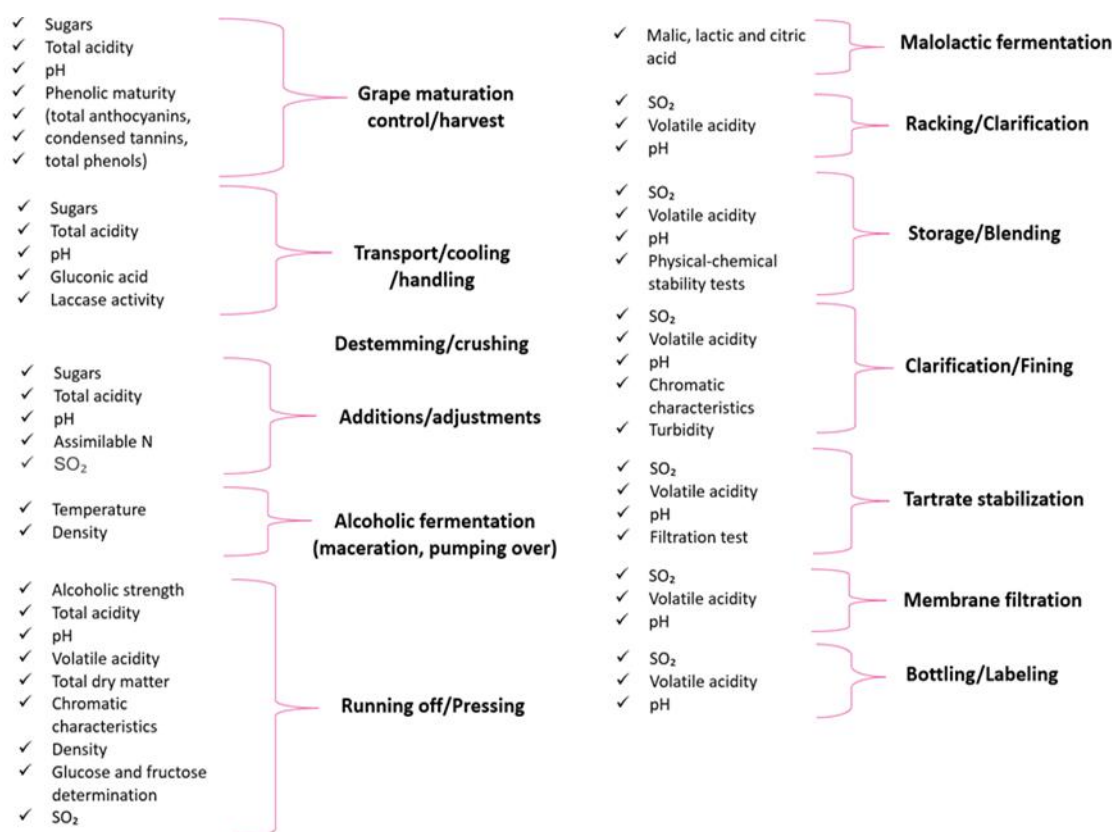 ✓ Sugars
✓ Total acidity
✓ pH
✓ Phenolic maturity
✓ (total anthocyanins,
✓ condensed tannins,
✓ total phenols)
Grape maturation
control/harvest
✓ Sugars
✓ Total acidity
✓ pH
✓ Gluconic acid
✓ Laccase activity
Transport/cooling
/handling
Destemming/crushing
✓ Sugars
✓ Total acidity
✓ pH
✓ Assimilable N
✓ SO₂
Additions/adjustments
✓ Temperature
✓ Density
Alcoholic fermentation
(maceration, pumping over)
✓ Alcoholic strength
✓ Total acidity
✓ pH
✓ Volatile acidity
✓ Total dry matter
✓ Chromatic
characteristics
✓ Density
✓ Glucose and fructose
determination
✓ SO₂
Running off/Pressing
✓ Malic, lactic and citric
acid
Malolactic fermentation
✓ SO₂
✓ Volatile acidity
✓ pH
Racking/Clarification
✓ SO₂
✓ Volatile acidity
✓ pH
✓ Physical-chemical
stability tests
Storage/Blending
✓ SO₂
✓ Volatile acidity
✓ pH
✓ Chromatic
characteristics
✓ Turbidity
Clarification/Fining
✓ SO₂
✓ Volatile acidity
✓ pH
✓ Filtration test
Tartrate stabilization
✓ SO₂
✓ Volatile acidity
✓ pH
Membrane filtration
✓ SO₂
✓ Volatile acidity
✓ pH
Bottling/Labeling